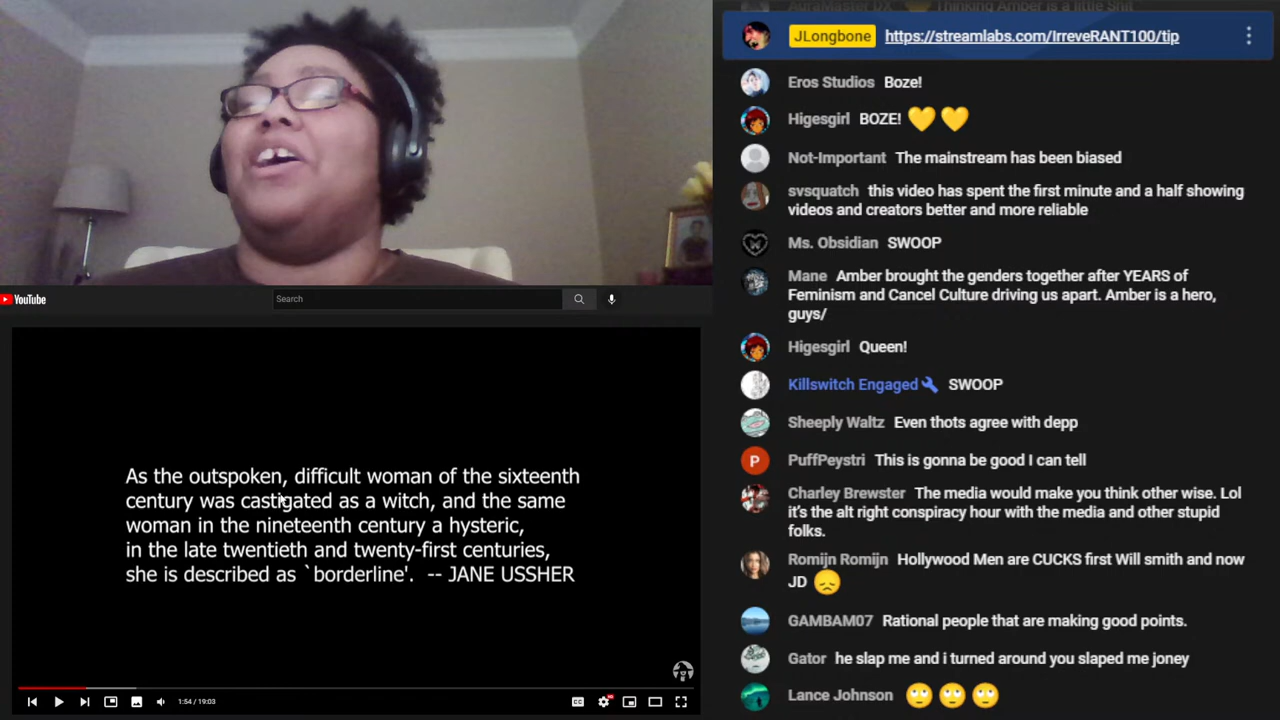 AuraMaster DX Thinking Amber is a little Shit
JLongbone https://streamlabs.com/IrreveRANT100/tip
Eros Studios Boze!
Higesgirl BOZE!
Not-Important The mainstream has been biased
svsquatch this video has spent the first minute and a half showing
videos and creators better and more reliable
Ms. Obsidian SWOOP
Mane Amber brought the genders together after YEARS of
Feminism and Cancel Culture driving us apart. Amber is a hero,
guys/
Higesgirl Queen!
Killswitch Engaged SWOOP
Sheeply Waltz Even thots agree with depp
P PuffPeystri This is gonna be good I can tell
Charley Brewster The media would make you think other wise. Lol
it's the alt right conspiracy hour with the media and other stupid
folks.
Romijn Romijn Hollywood Men are CUCKS first Will smith and now
JD
GAMBAM07 Rational people that are making good points.
Gator he slap me and i turned around you slaped me joney
Lance Johnson
YouTube
Search
As the outspoken, difficult woman of the sixteenth
century was castigated as a witch, and the same
woman in the nineteenth century a hysteric,
in the late twentieth and twenty-first centuries,
she is described as `borderline'. -- JANE USSHER
1:54 / 19:03
CC